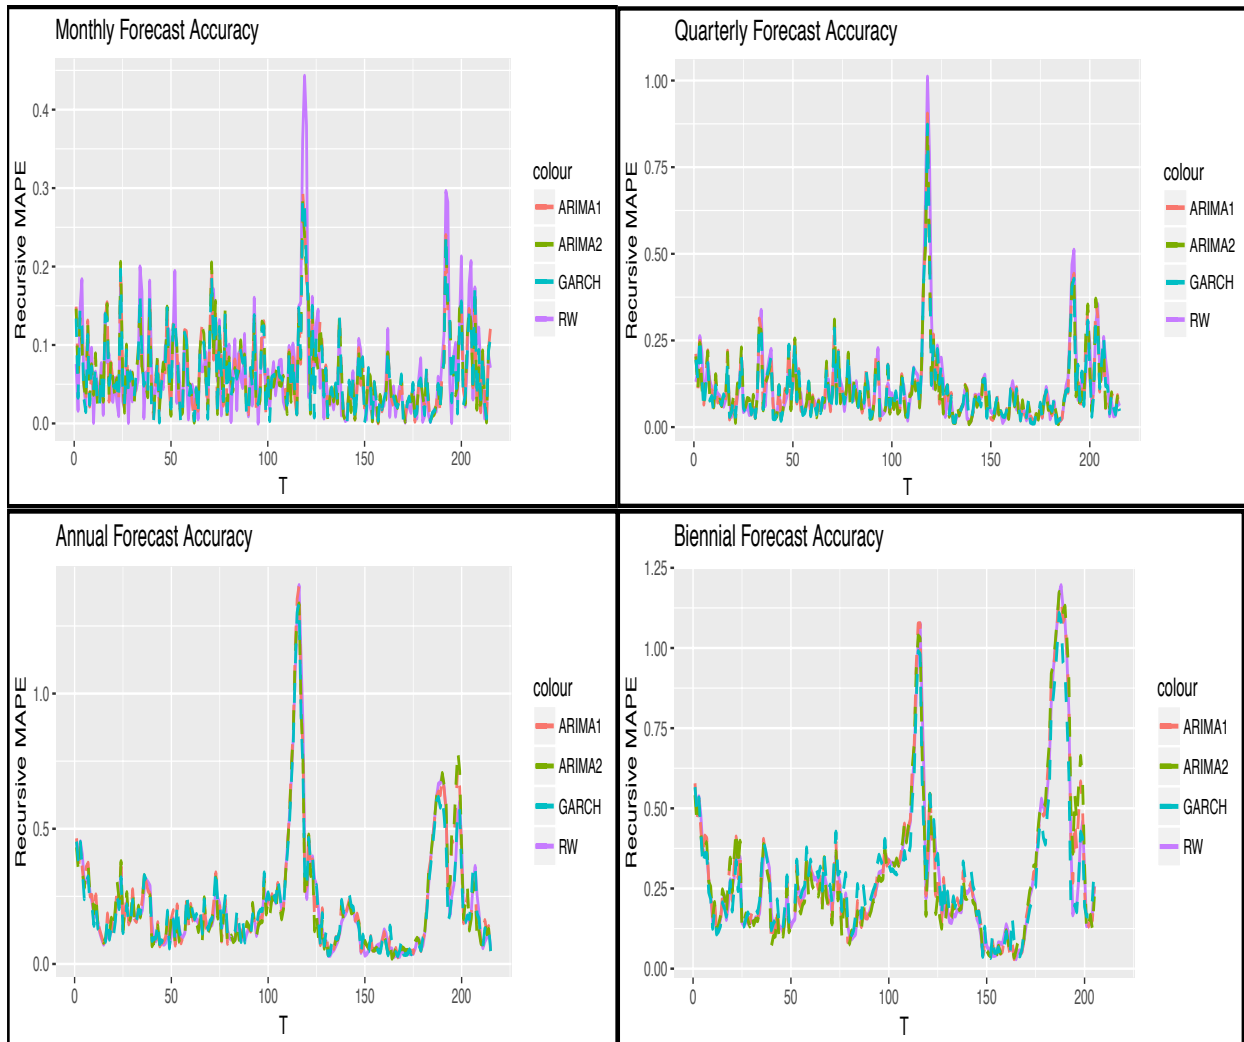 Monthly Forecast Accuracy
Recursive MAPE
0.4
0.3
0.2
0.1
0.0
0 50 100 150 200
T
colour
ARIMA1
ARIMA2
GARCH
RW
Quarterly Forecast Accuracy
Recursive MAPE
1.00
0.75
0.50
0.25
0.00
0 50 100 150 200
T
colour
ARIMA1
ARIMA2
GARCH
RW
Annual Forecast Accuracy
Recursive MAPE
1.0
0.5
0.0
0 50 100 150 200
T
colour
ARIMA1
ARIMA2
GARCH
RW
Biennial Forecast Accuracy
Recursive MAPE
1.25
1.00
0.75
0.50
0.25
0.00
0 50 100 150 200
T
colour
ARIMA1
ARIMA2
GARCH
RW